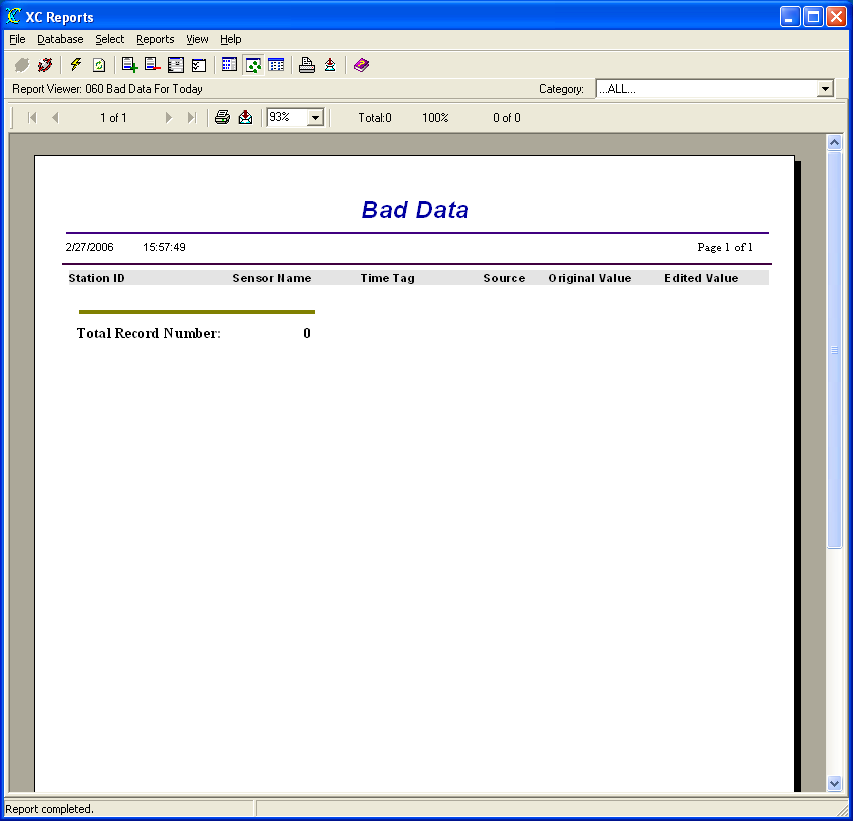 XC Reports
File Database Select Reports View Help
Report Viewer: 060 Bad Data For Today Category: ...ALL...
1 of 1 93% Total:0 100% 0 of 0
Bad Data
2/27/2006 15:57:49 Page 1 of 1
Station ID Sensor Name Time Tag Source Original Value Edited Value
Total Record Number: 0
Report completed.